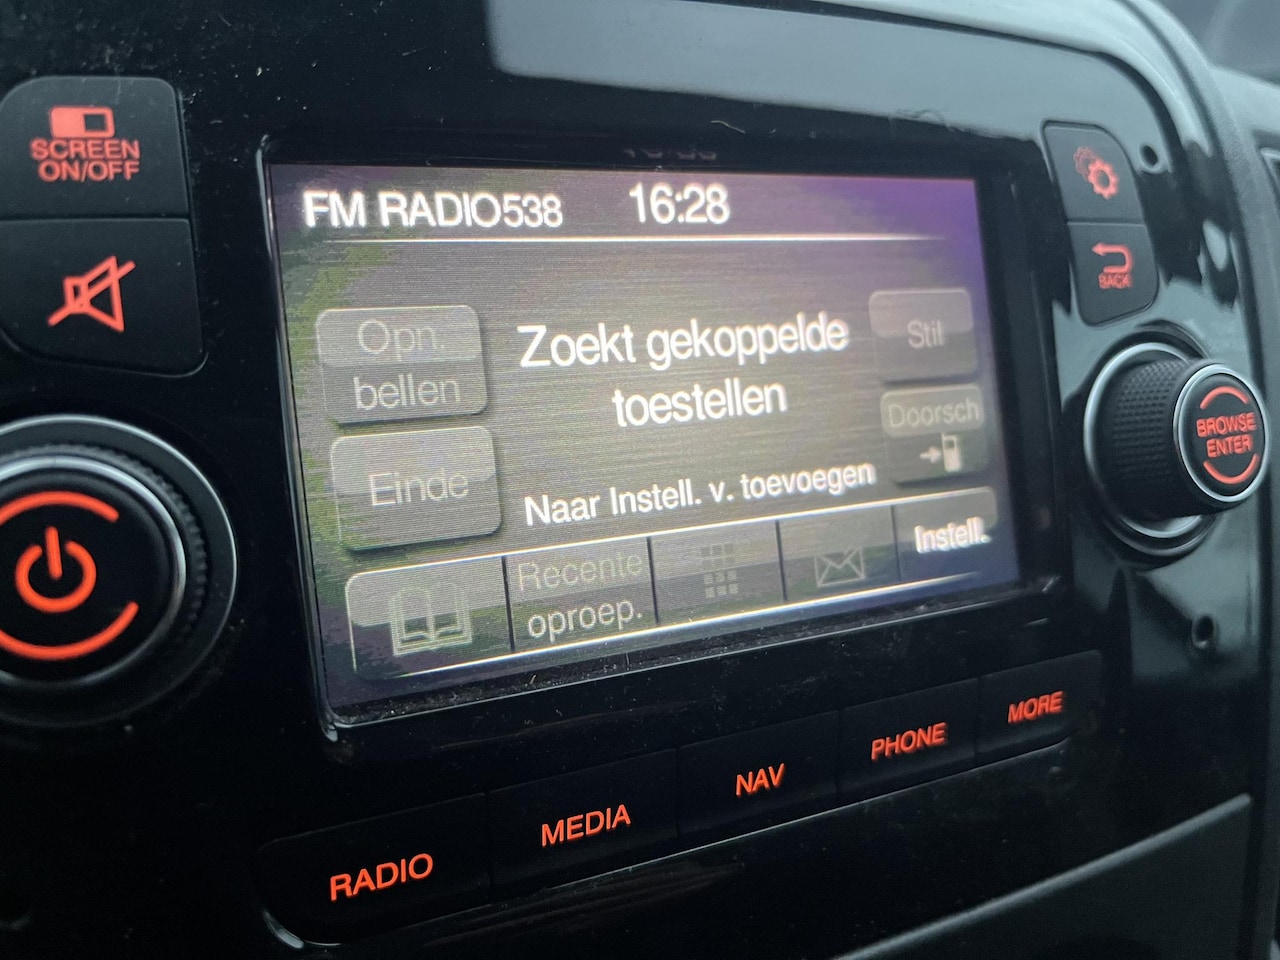 SCREEN
ON/OFF
FM RADIO538 16:28
Opn.
bellen
Zoekt gekoppelde
toestellen
Stil
Doorsch
Einde
Naar Instell. v. toevoegen
Recente
oproep.
Instell.
BACK
BROWSE
ENTER
RADIO
MEDIA
NAV
PHONE
MORE